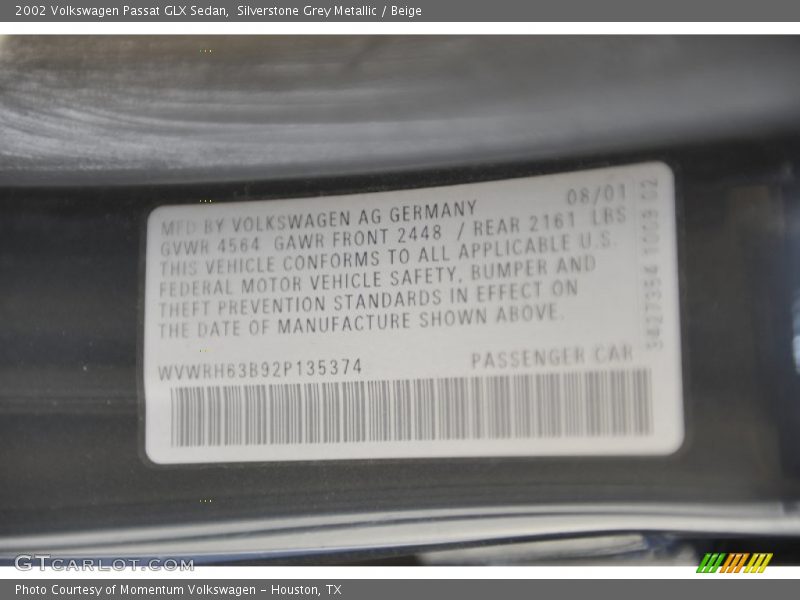 2002 Volkswagen Passat GLX Sedan,  Silverstone Grey Metallic / Beige
08/01
MFD BY VOLKSWAGEN AG GERMANY
GVWR 4564 GAWR FRONT 2448 / REAR 2161 LBS
THIS VEHICLE CONFORMS TO ALL APPLICABLE U.S.
FEDERAL MOTOR VEHICLE SAFETY, BUMPER AND
THEFT PREVENTION STANDARDS IN EFFECT ON
THE DATE OF MANUFACTURE SHOWN ABOVE.
WVWRH63B92P135374 PASSENGER CAR
GTCARLOT.COM
Photo Courtesy of Momentum Volkswagen - Houston, TX